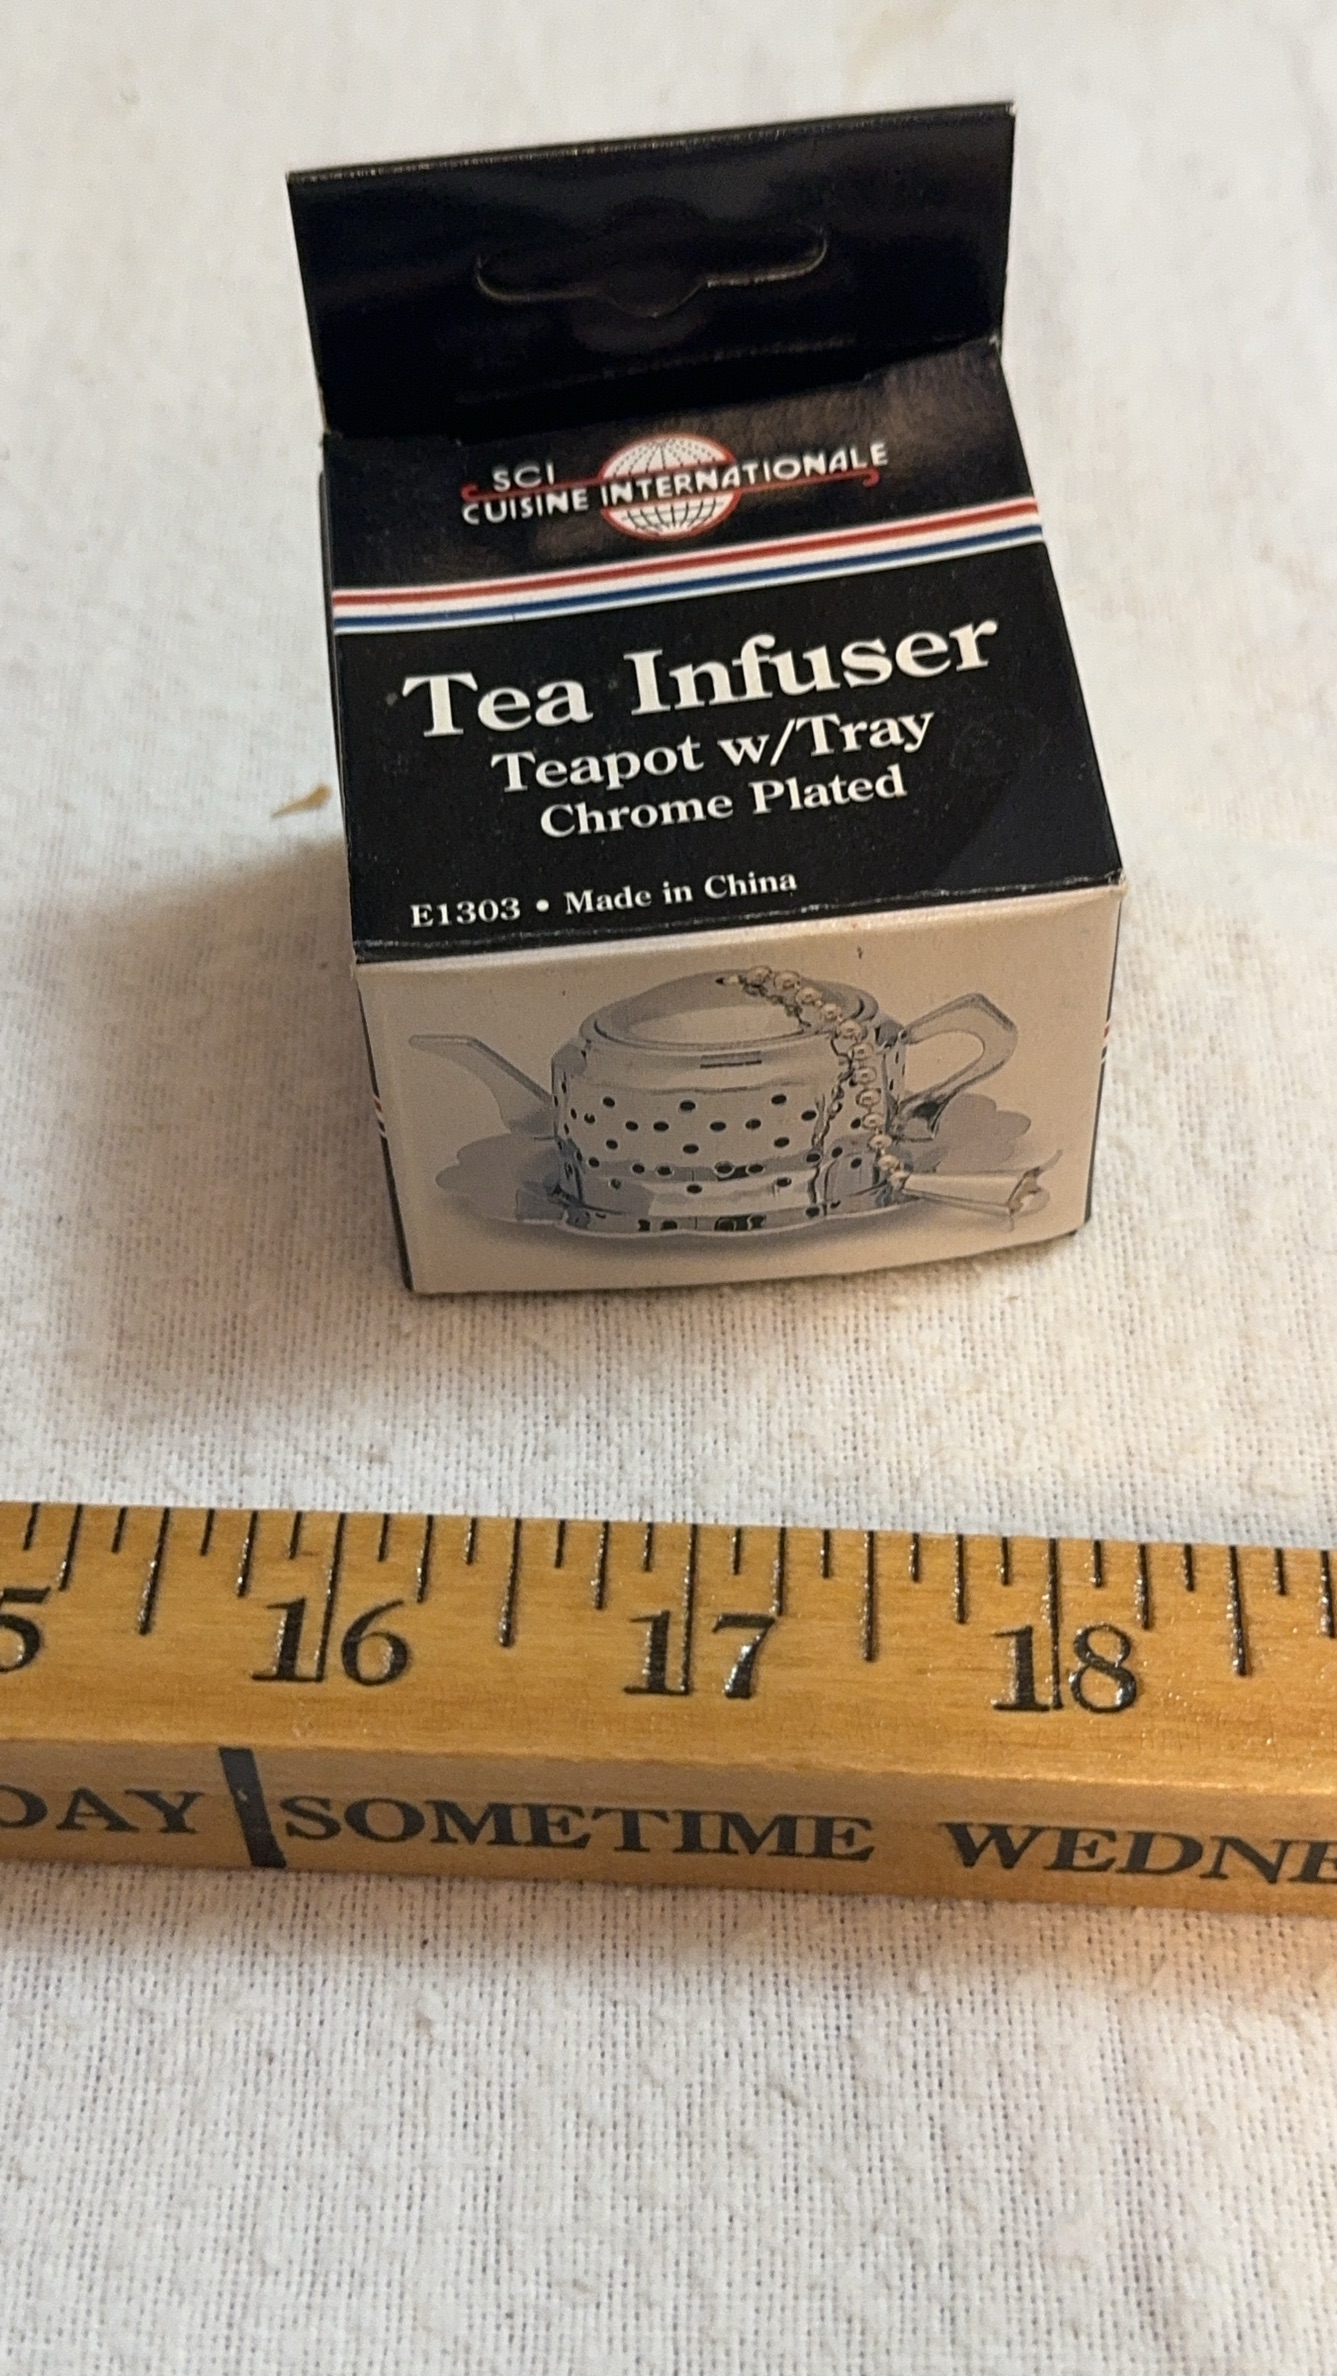 SCI
CUISINE INTERNATIONALE
Tea Infuser
Teapot w/Tray
Chrome Plated
E1303 • Made in China
5 16 17 18
DAY SOMETIME WEDNE